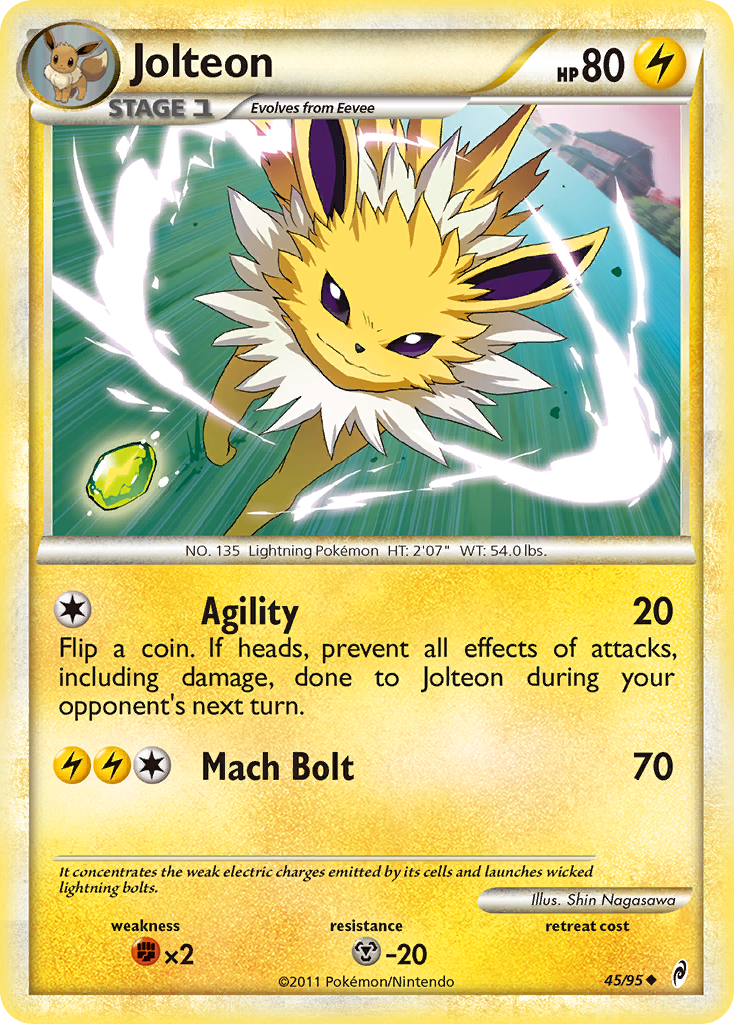 Jolteon
HP 80
STAGE 1
Evolves from Eevee
NO. 135 Lightning Pokémon HT: 2'07" WT: 54.0 lbs.
Agility 20
Flip a coin. If heads, prevent all effects of attacks,
including damage, done to Jolteon during your
opponent's next turn.
Mach Bolt 70
It concentrates the weak electric charges emitted by its cells and launches wicked
lightning bolts.
Illus. Shin Nagasawa
weakness resistance retreat cost
×2 -20
©2011 Pokémon/Nintendo 45/95